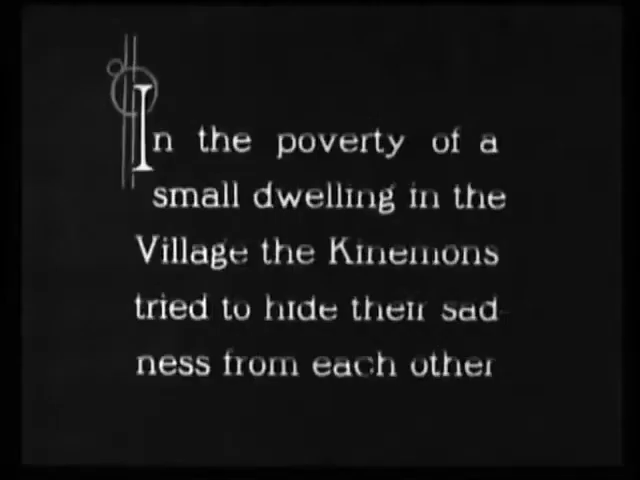 In the poverty of a
small dwelling in the
Village the Kinemons
tried to hide their sad-
ness from each other